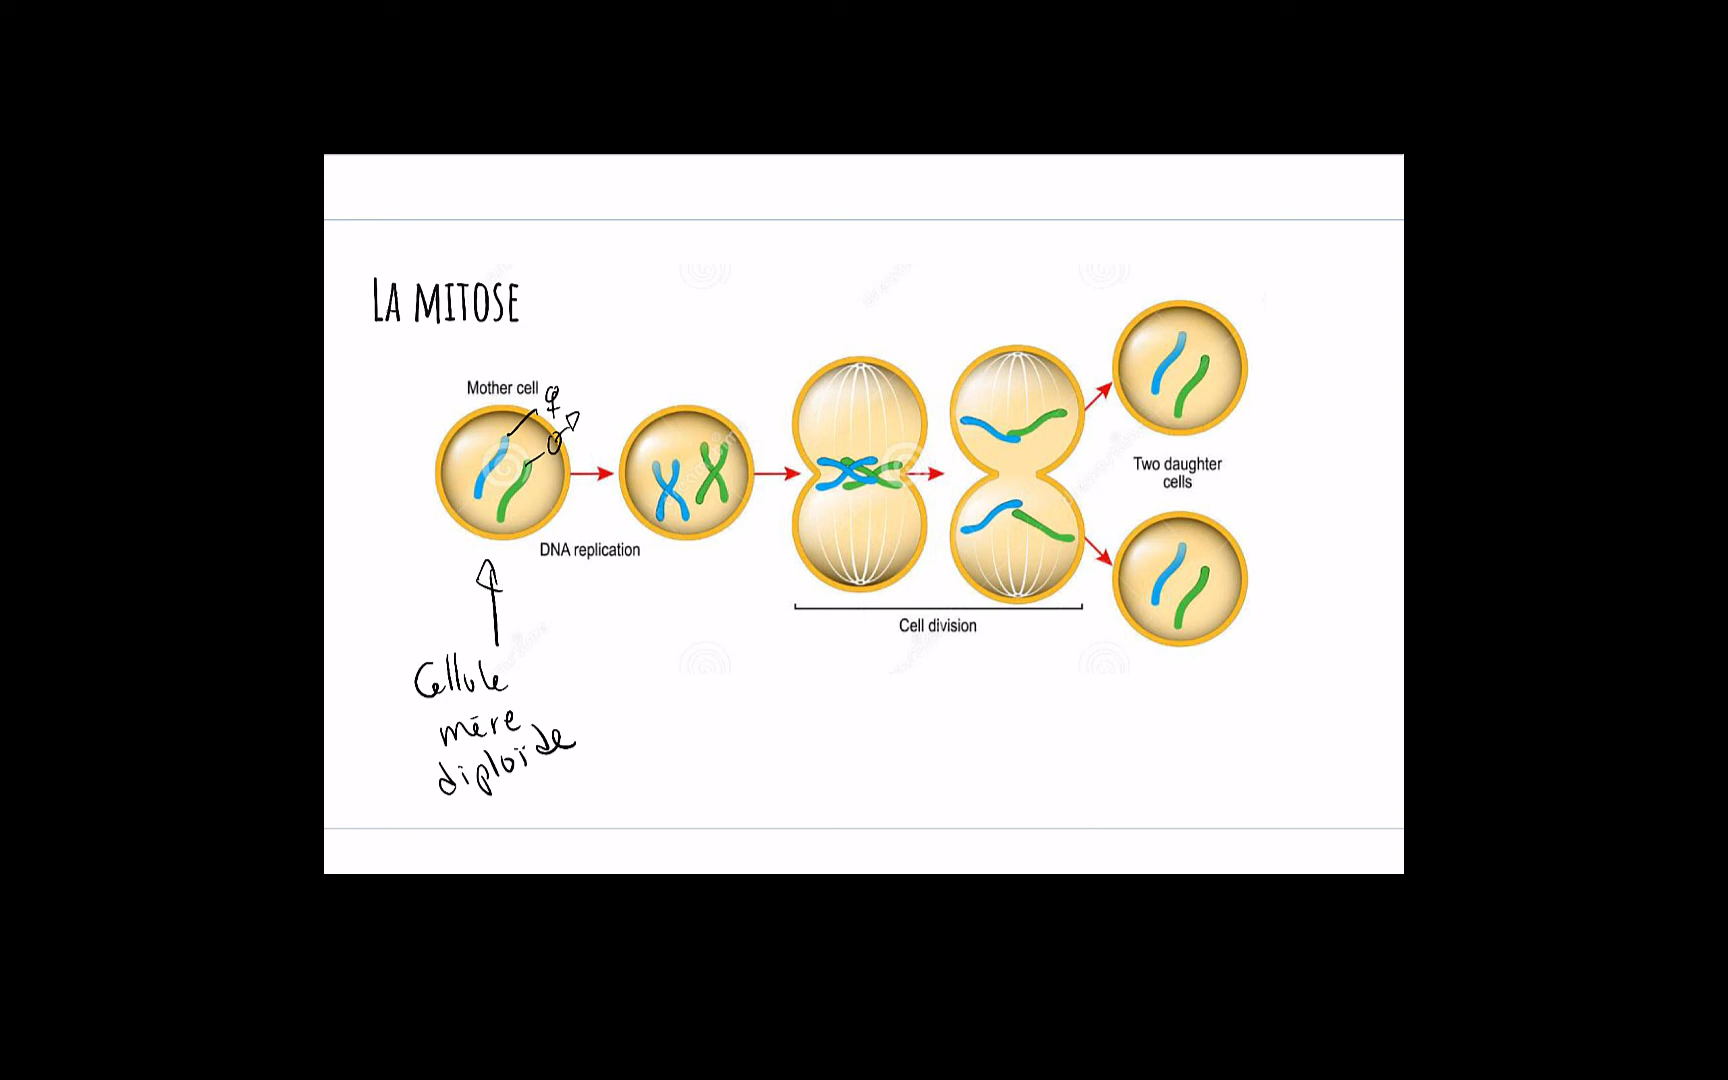 LA MITOSE
Mother cell
♀
♂
DNA replication
Cell division
Two daughter
cells
Cellule
mère
diploïde